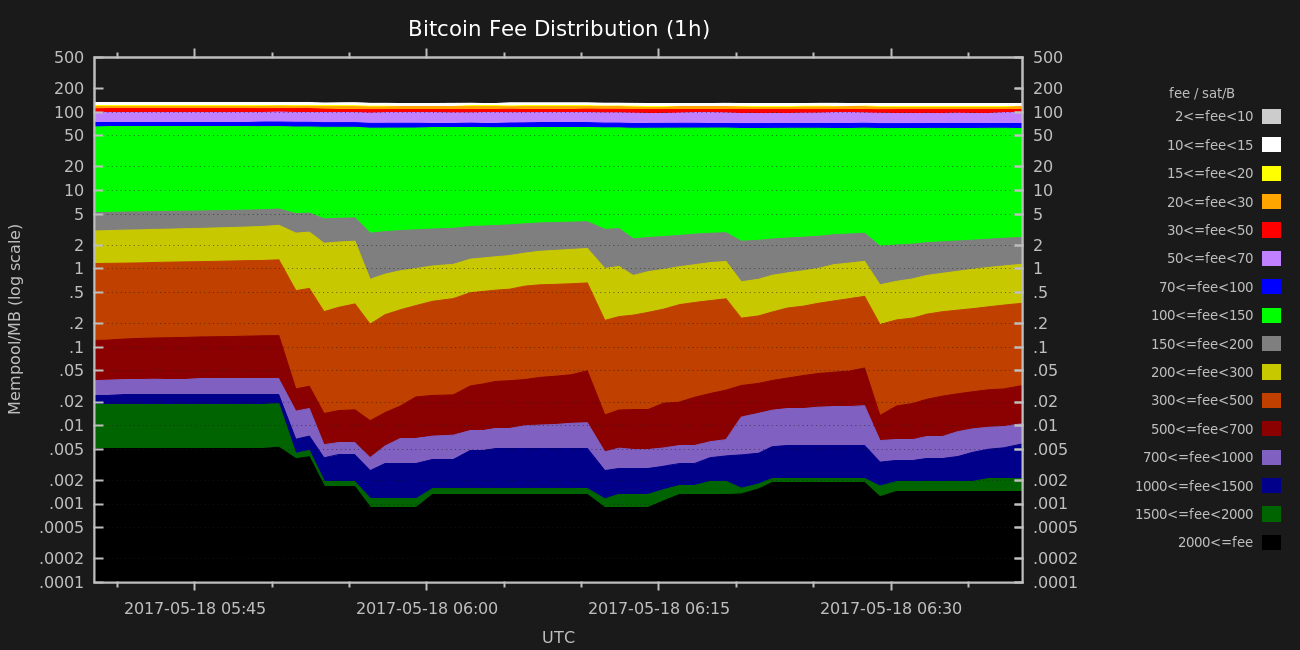 Bitcoin Fee Distribution (1h)
Mempool/MB (log scale)
500
200
100
50
20
10
5
2
1
.5
.2
.1
.05
.02
.01
.005
.002
.001
.0005
.0002
.0001
500
200
100
50
20
10
5
2
1
.5
.2
.1
.05
.02
.01
.005
.002
.001
.0005
.0002
.0001
2017-05-18 05:45
2017-05-18 06:00
2017-05-18 06:15
2017-05-18 06:30
UTC
fee / sat/B
2<=fee<10
10<=fee<15
15<=fee<20
20<=fee<30
30<=fee<50
50<=fee<70
70<=fee<100
100<=fee<150
150<=fee<200
200<=fee<300
300<=fee<500
500<=fee<700
700<=fee<1000
1000<=fee<1500
1500<=fee<2000
2000<=fee